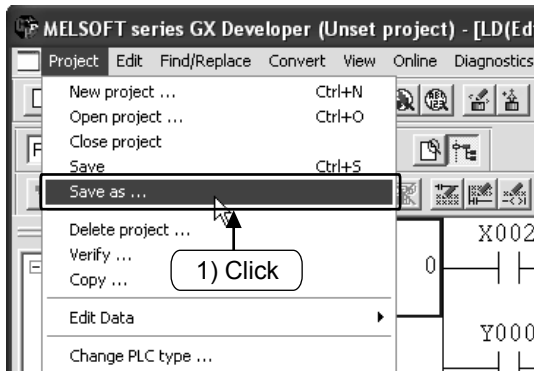 MELSOFT series GX Developer (Unset project) - [LD(Ed
Project Edit Find/Replace Convert View Online Diagnostics
New project ... Ctrl+N
Open project ... Ctrl+O
Close project
Save Ctrl+S
Save as ...
Delete project ...
Verify ...
Copy ...
Edit Data
Change PLC type ...
1) Click
0
X002
Y000